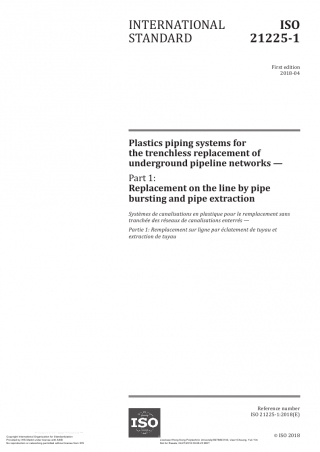 INTERNATIONAL
STANDARD
ISO
21225-1
First edition
2018-04
Plastics piping systems for
the trenchless replacement of
underground pipeline networks —
Part 1:
Replacement on the line by pipe
bursting and pipe extraction
Systèmes de canalisations en plastique pour le remplacement sans
tranchée des réseaux de canalisations enterrés —
Partie 1: Remplacement sur ligne par éclatement de tuyau et
extraction de tuyau
Reference number
ISO 21225-1:2018(E)
ISO
© ISO 2018